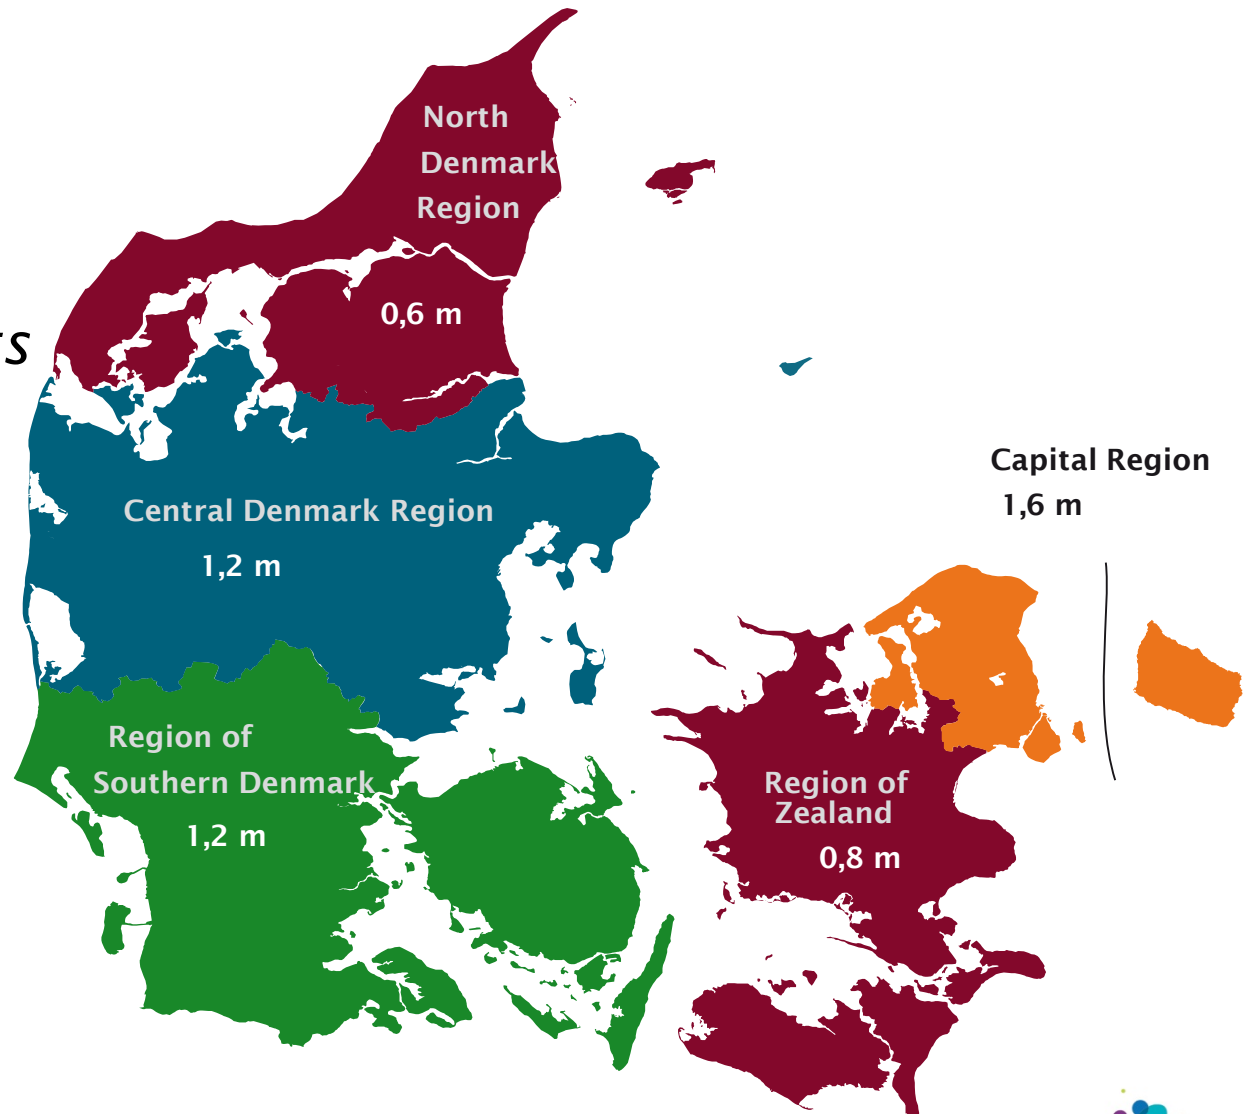 North
Denmark
Region
0,6 m
Central Denmark Region
1,2 m
Capital Region
1,6 m
Region of
Southern Denmark
1,2 m
Region of
Zealand
0,8 m